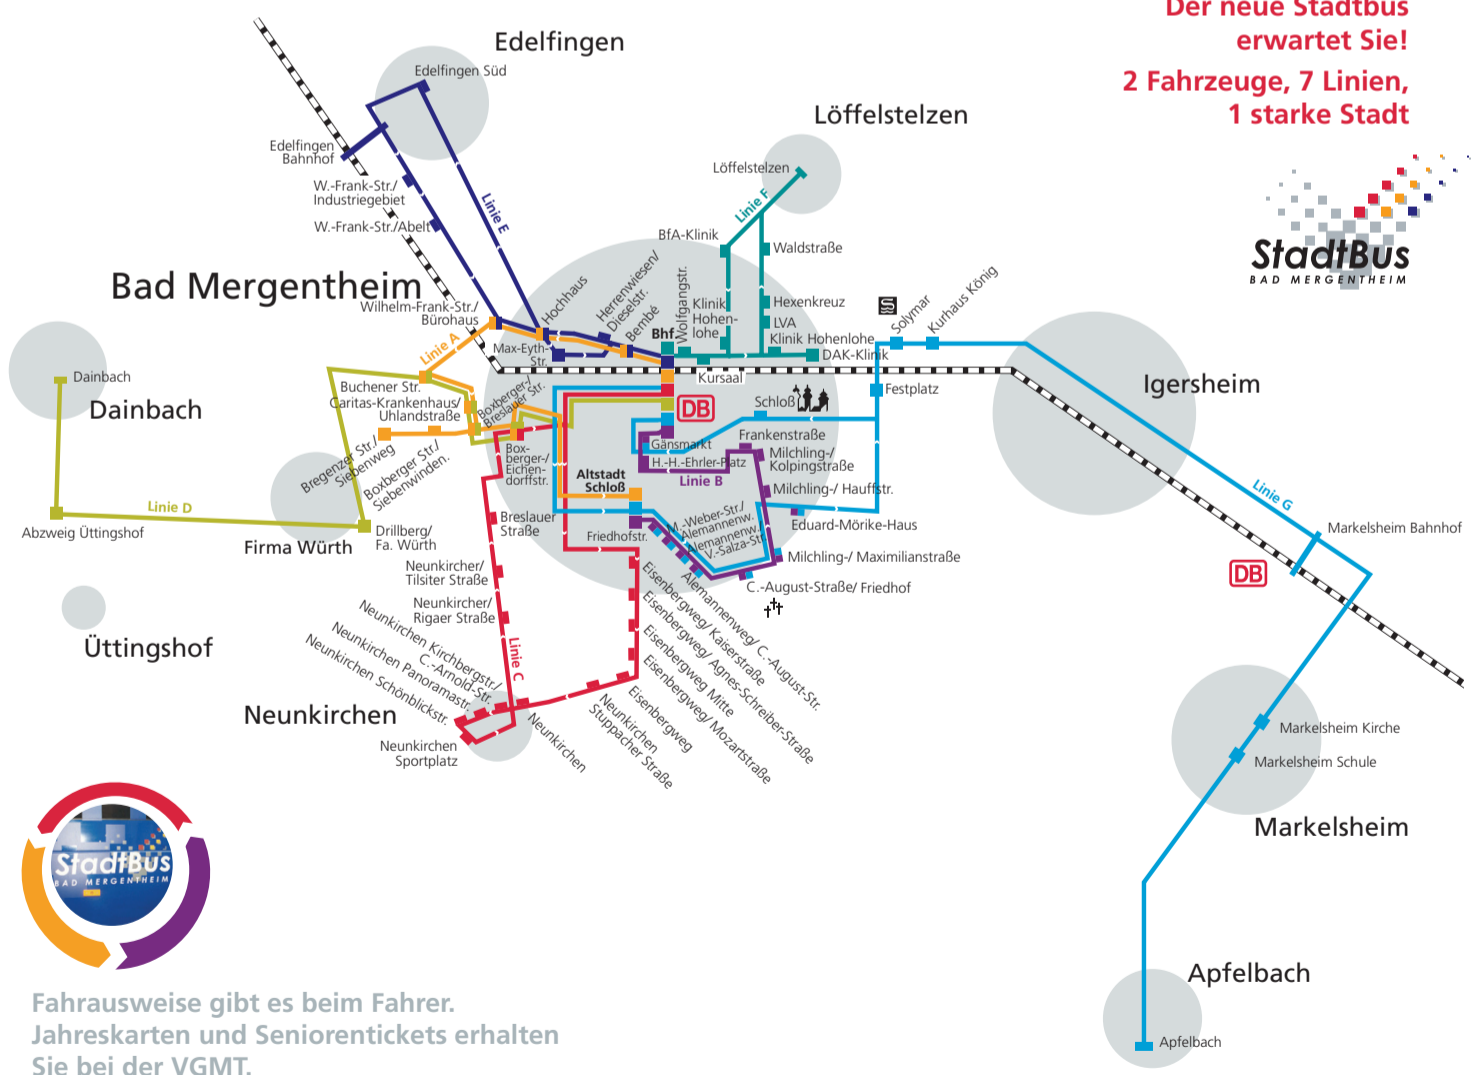 Der neue Stadtbus
erwartet Sie!
2 Fahrzeuge, 7 Linien,
1 starke Stadt
StadtBus
BAD MERGENTHEIM
Edelfingen
Edelfingen Süd
Edelfingen
Bahnhof
W.-Frank-Str./
Industriegebiet
W.-Frank-Str./Abelt
Linie E
Löffelstelzen
Löffelstelzen
Linie F
BfA-Klinik
Waldstraße
Hexenkreuz
LVA
Klinik
Hohen-
lohe
Klinik Hohenlohe
DAK-Klinik
Wolfgangstr.
Bad Mergentheim
Wilhelm-Frank-Str./
Bürohaus
Hochhaus
Herrenwiesen/
Dieselstr.
Bembé
Bhf
Max-Eyth-
Str.
Kursaal
DB
Solymar
Kurhaus König
Festplatz
Schloß
Linie A
Buchener Str.
Caritas-Krankenhaus/
Uhlandstraße
Boxberger-/
Breslauer Str.
Bregenzer Str./
Siebenweg
Boxberger Str./
Siebenwinden.
Box-
berger-/
Eichen-
dorffstr.
Altstadt
Schloß
Gänsmarkt
H.-H.-Ehrler-Platz
Linie B
Frankenstraße
Milchling-/
Kolpingstraße
Milchling-/ Hauffstr.
Eduard-Mörike-Haus
Milchling-/ Maximilianstraße
C.-August-Straße/ Friedhof
M.-Weber-Str./
Alemannenw.
Alemannenw./
V.-Salza-Str.
Friedhofstr.
Alemannenweg/ C.-August-Str.
Dainbach
Dainbach
Linie D
Abzweig Üttingshof
Firma Würth
Drillberg/
Fa. Würth
Üttingshof
Breslauer
Straße
Neunkircher/
Tilsiter Straße
Neunkircher/
Rigaer Straße
Linie C
Neunkirchen Kirchbergstr./
C.-Arnold-Str.
Neunkirchen Panoramastr.
Neunkirchen Schönblickstr.
Neunkirchen
Neunkirchen
Sportplatz
Neunkirchen
Neunkirchen
Stuppacher Straße
Eisenbergweg
Eisenbergweg/ Mozartstraße
Eisenbergweg Mitte
Eisenbergweg/ Agnes-Schreiber-Straße
Eisenbergweg/ Kaiserstraße
Igersheim
Linie G
Markelsheim Bahnhof
DB
Markelsheim Kirche
Markelsheim Schule
Markelsheim
Apfelbach
Apfelbach
StadtBus
BAD MERGENTHEIM
Fahrausweise gibt es beim Fahrer.
Jahreskarten und Seniorentickets erhalten
Sie bei der VGMT.